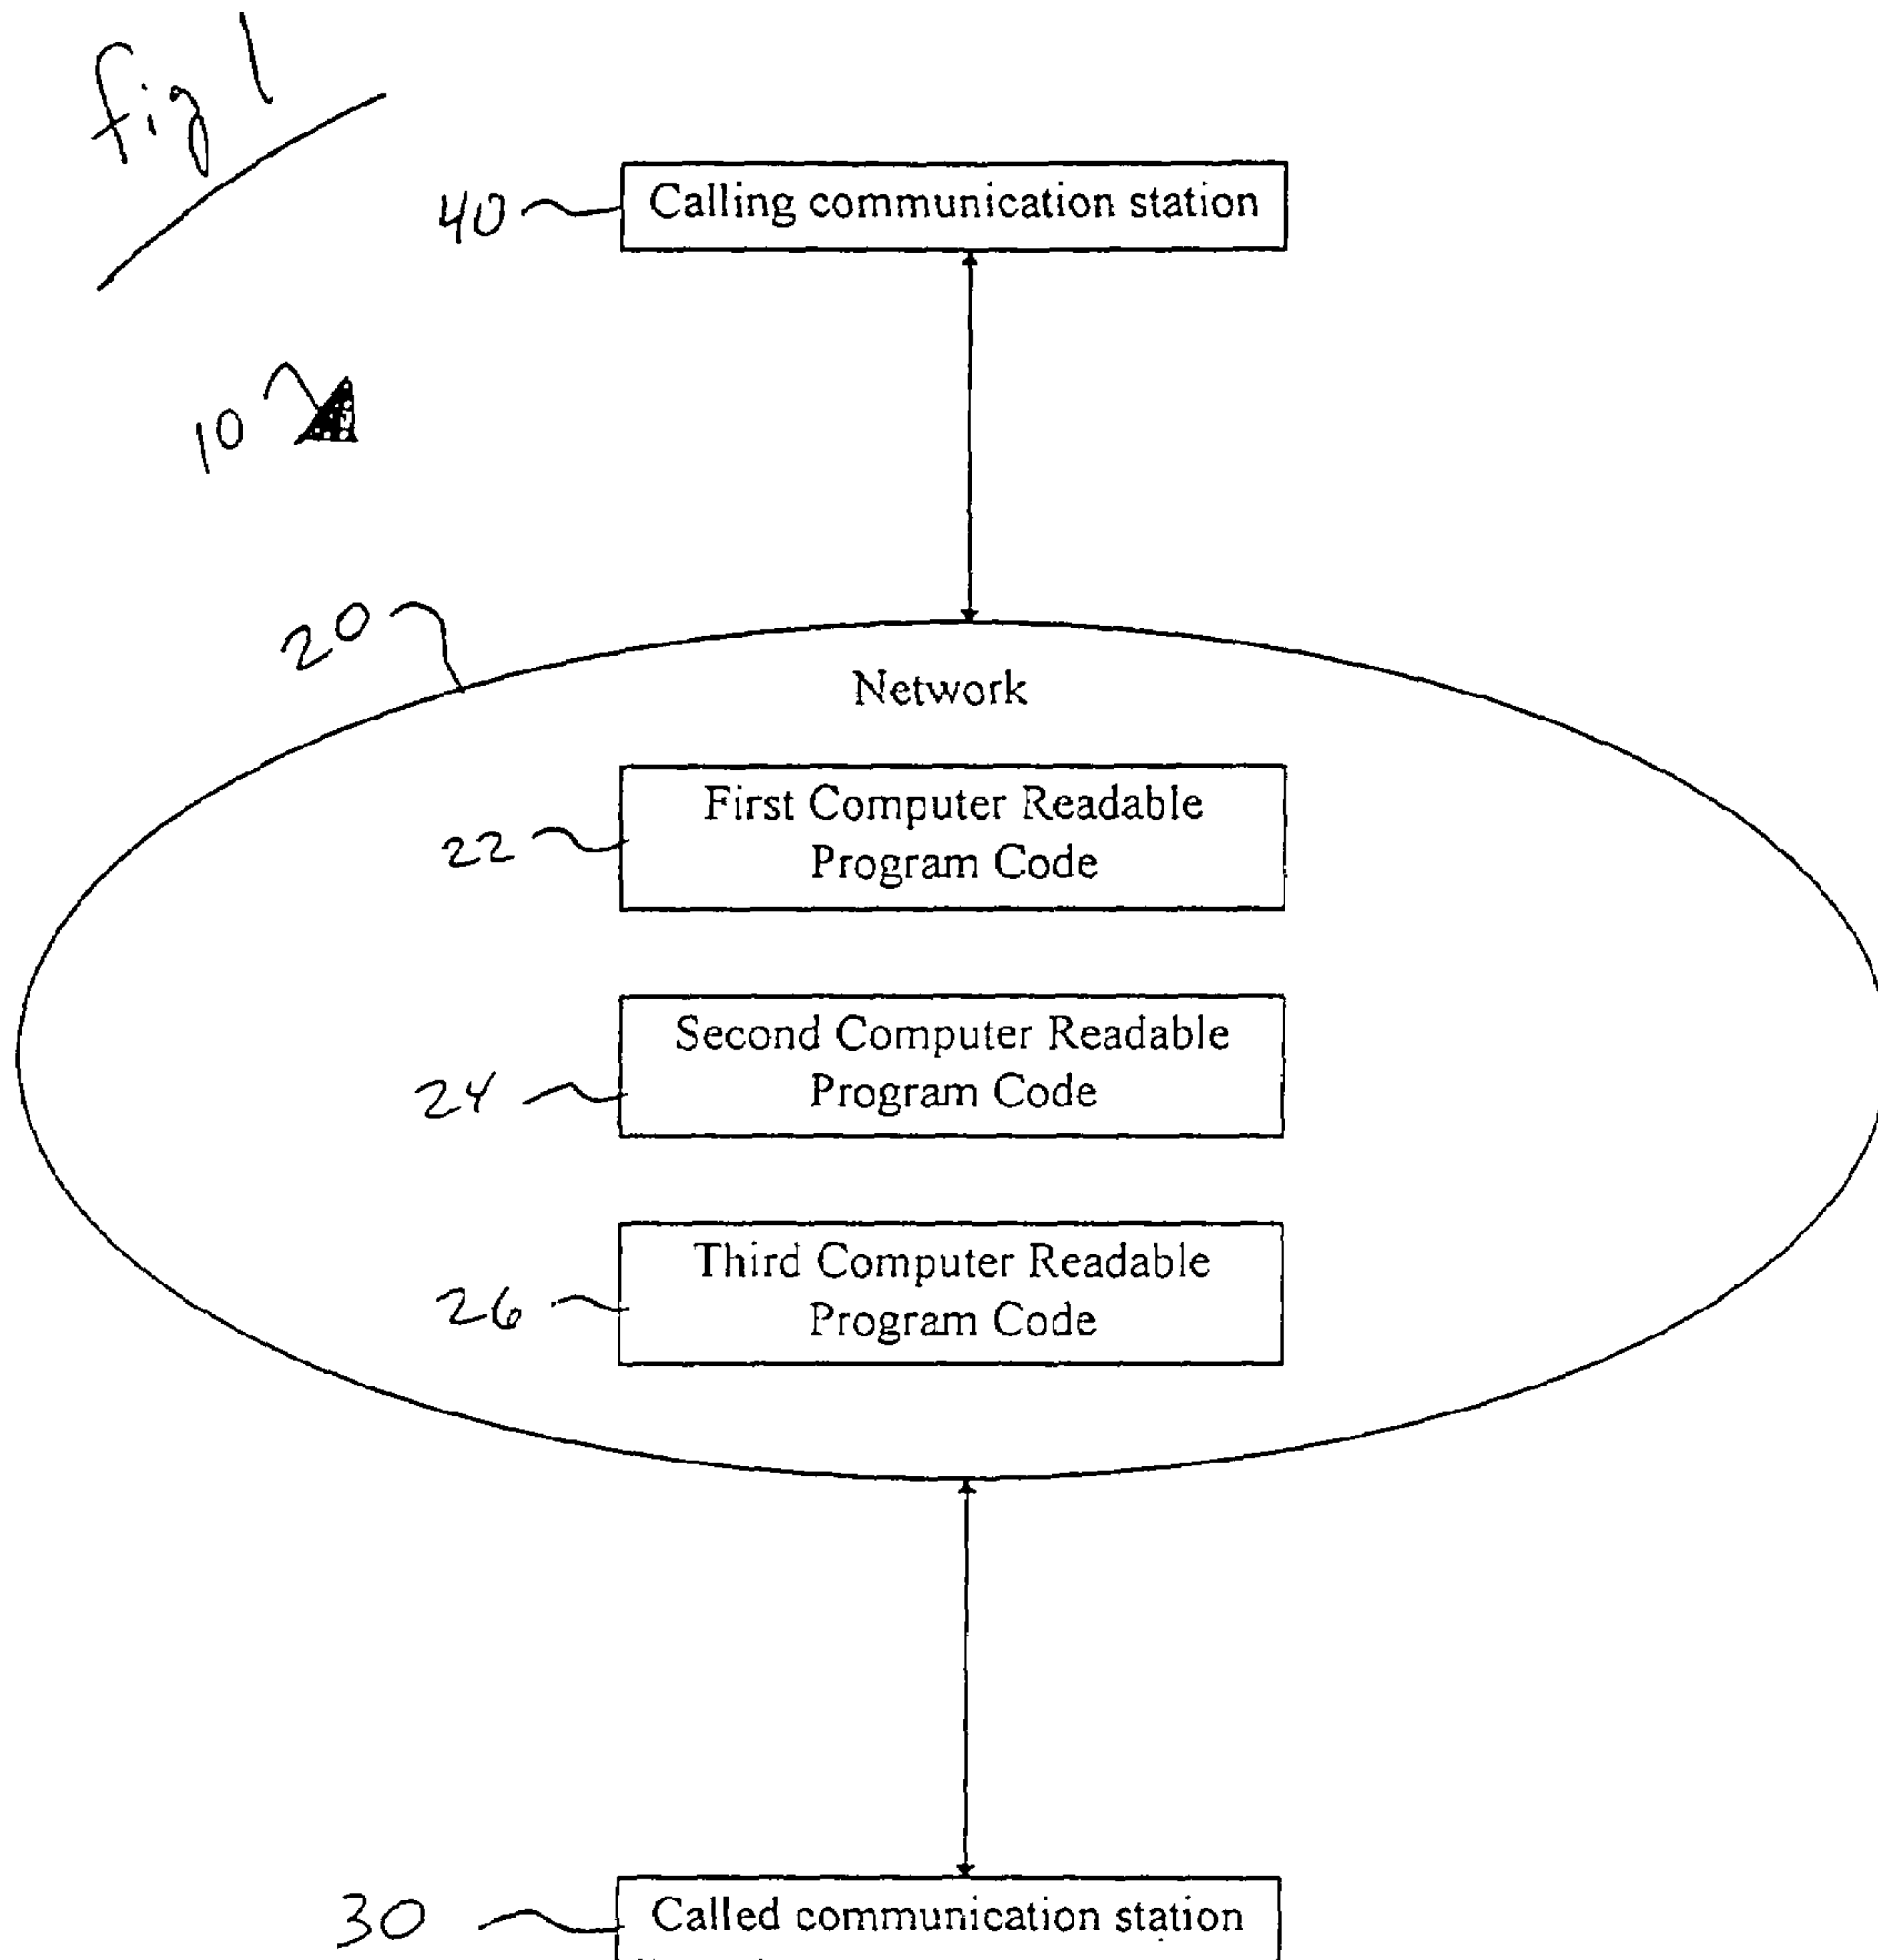 fig 1
40 Calling communication station
10
20
Network
22
First Computer Readable
Program Code
24
Second Computer Readable
Program Code
26
Third Computer Readable
Program Code
30 Called communication station